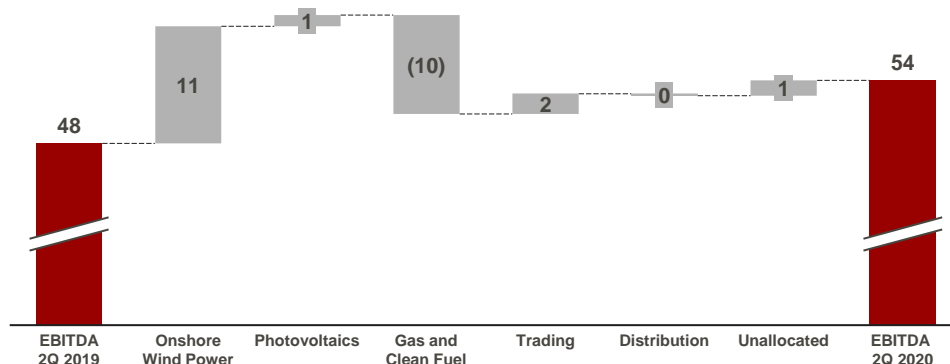 48
11
1
(10)
2
0
1
54
EBITDA
2Q 2019
Onshore
Wind Power
Photovoltaics
Gas and
Clean Fuel
Trading
Distribution
Unallocated
EBITDA
2Q 2020